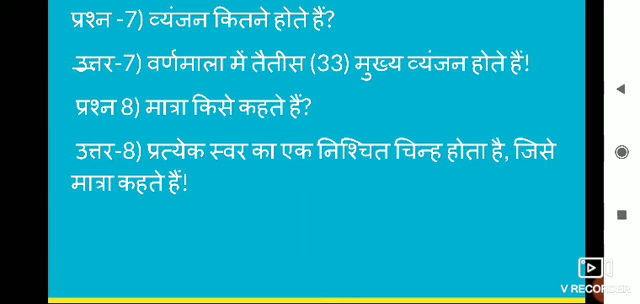 प्रश्न -7) व्यंजन कितने होते हैं?
उत्तर-7) वर्णमाला में तैतीस (33) मुख्य व्यंजन होते हैं!
प्रश्न 8) मात्रा किसे कहते हैं?
उत्तर-8) प्रत्येक स्वर का एक निश्चित चिन्ह होता है, जिसे
मात्रा कहते हैं!
V RECORDER